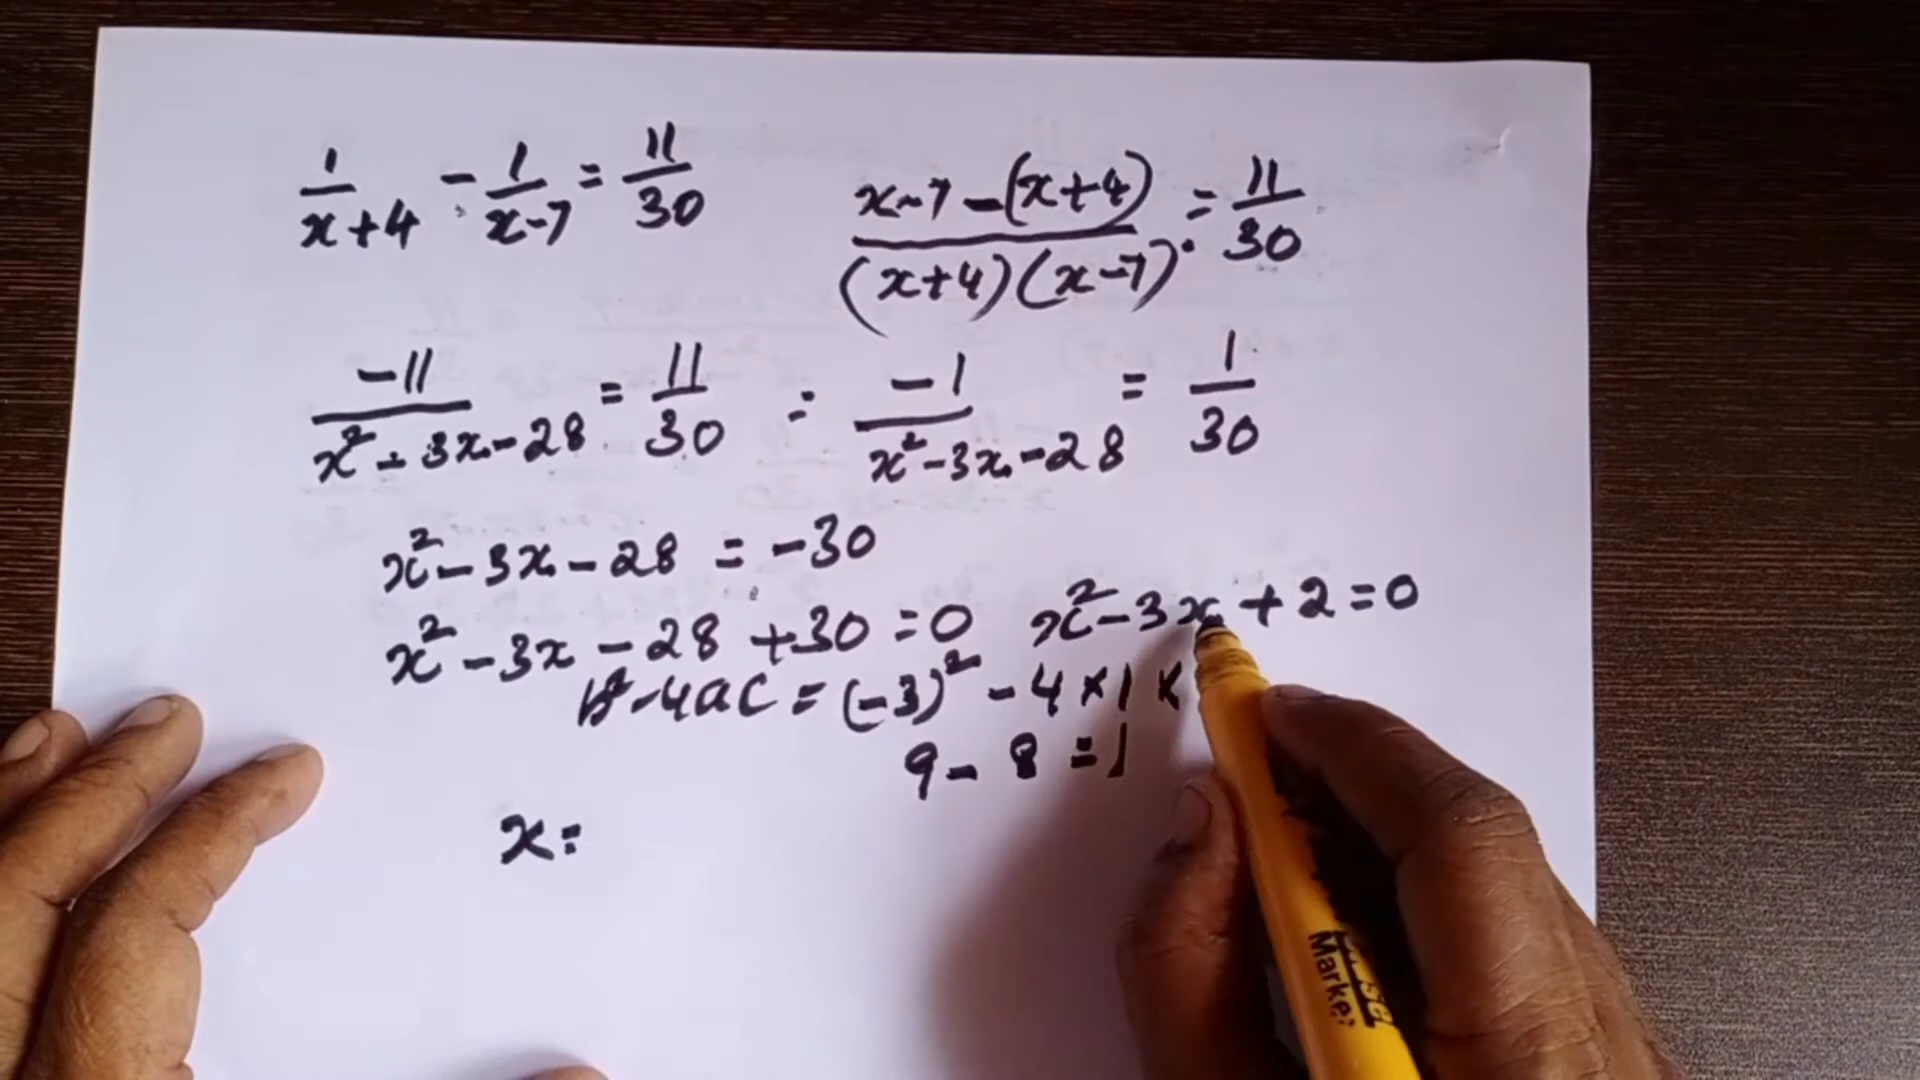 1/(x+4) - 1/(x-7) = 11/30
(x-7-(x+4))/((x+4)(x-7)) = 11/30
-11/(x²-3x-28) = 11/30 = -1/(x²-3x-28) = 1/30
x²-3x-28 = -30
x²-3x-28+30=0
x²-3x+2=0
b²-4ac = (-3)²-4×1×
9-8=1
x=
Marke